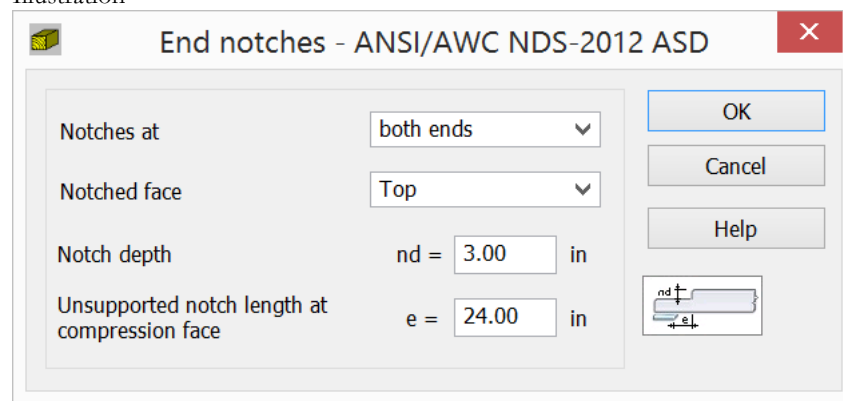 Illustration
End notches - ANSI/AWC NDS-2012 ASD
Notches at both ends
Notched face Top
Notch depth nd = 3.00 in
Unsupported notch length at
compression face e = 24.00 in
OK
Cancel
Help
nd
e